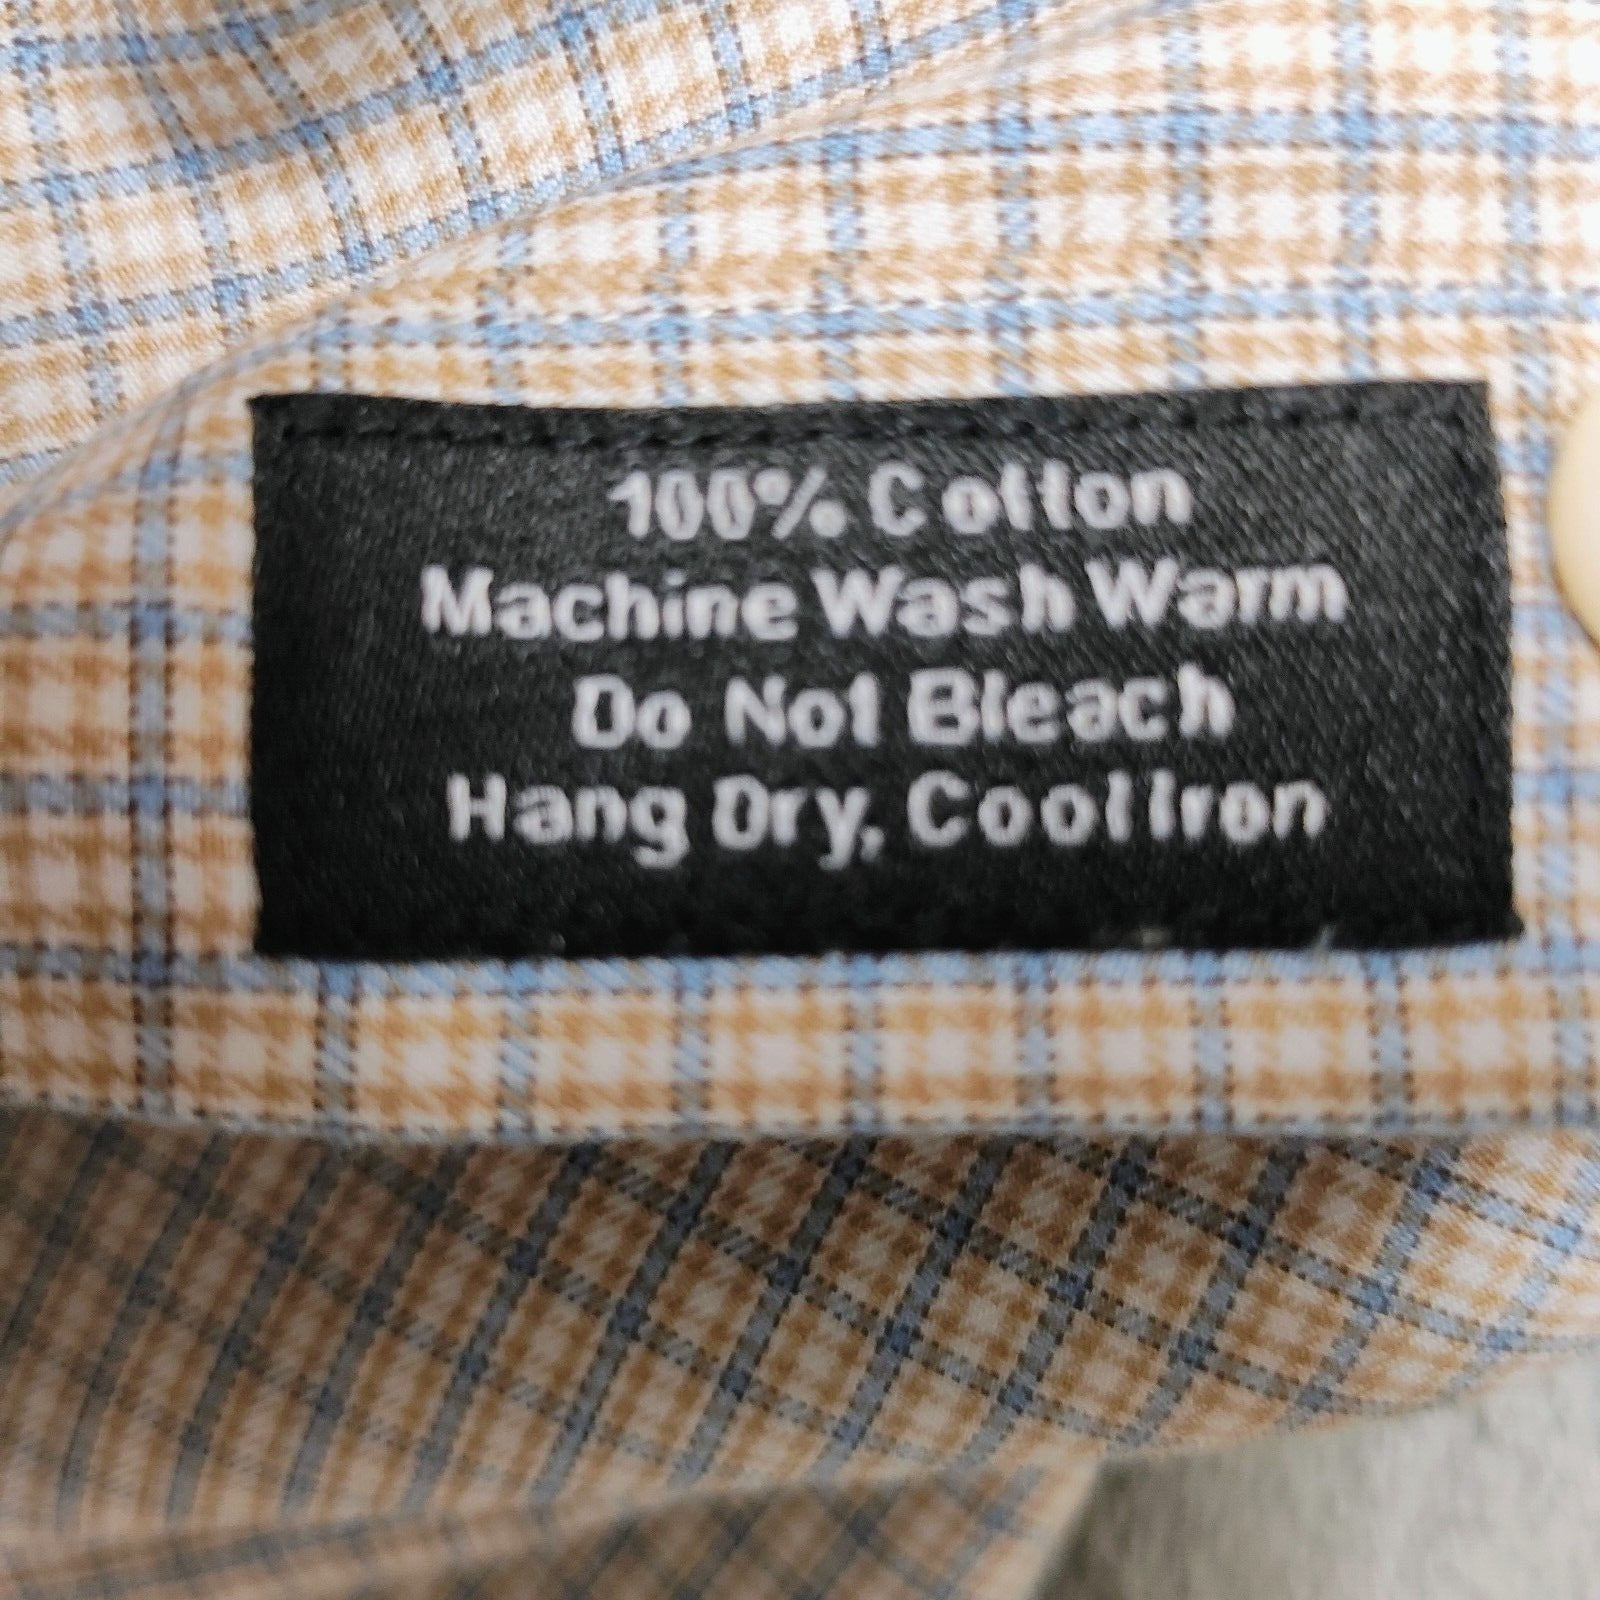 100% Cotton
Machine Wash Warm
Do Not Bleach
Hang Dry, Cool Iron